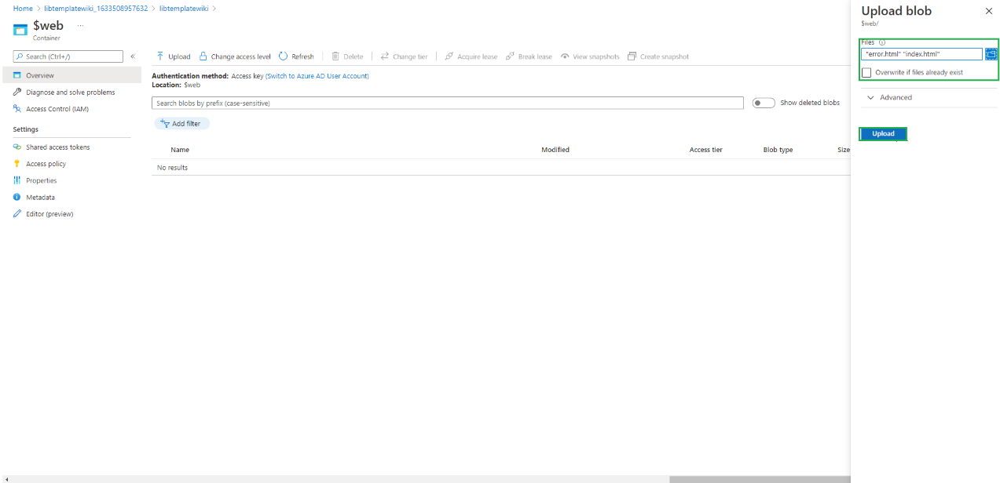 Home > libtemplatewiki_1633508957632 > libtemplatewiki >
$web ...
Container
Search (Ctrl+/) «
Overview
Diagnose and solve problems
Access Control (IAM)
Settings
Shared access tokens
Access policy
Properties
Metadata
Editor (preview)
Upload Change access level Refresh Delete Change tier Acquire lease Break lease View snapshots Create snapshot
Authentication method: Access key (Switch to Azure AD User Account)
Location: $web
Search blobs by prefix (case-sensitive) Show deleted blobs
Add filter
Name Modified Access tier Blob type Size
No results
Upload blob
$web/
Files
"error.html" "index.html"
Overwrite if files already exist
Advanced
Upload